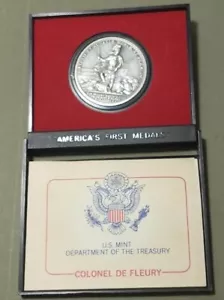 "AMERICA'S FIRST MEDALS"
U.S. MINT
DEPARTMENT OF THE TREASURY
COLONEL DE FLEURY